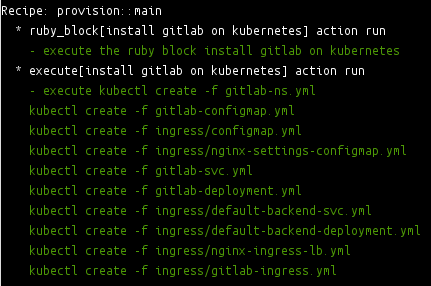 Recipe: provision::main
* ruby_block[install gitlab on kubernetes] action run
- execute the ruby block install gitlab on kubernetes
* execute[install gitlab on kubernetes] action run
- execute kubectl create -f gitlab-ns.yml
kubectl create -f gitlab-configmap.yml
kubectl create -f ingress/configmap.yml
kubectl create -f ingress/nginx-settings-configmap.yml
kubectl create -f gitlab-svc.yml
kubectl create -f gitlab-deployment.yml
kubectl create -f ingress/default-backend-svc.yml
kubectl create -f ingress/default-backend-deployment.yml
kubectl create -f ingress/nginx-ingress-lb.yml
kubectl create -f ingress/gitlab-ingress.yml